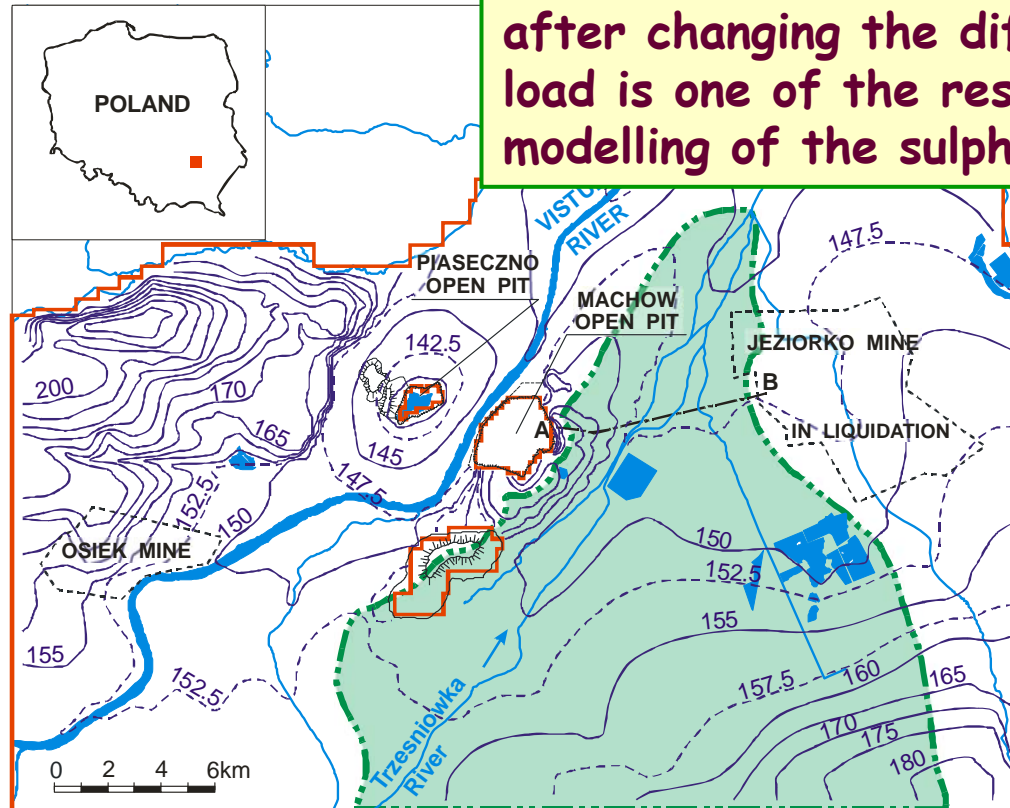 after changing the
load is one of the
modelling of the
POLAND
VISTU
RIVER
PIASECZNO
OPEN PIT
MACHOW
OPEN PIT
147.5
142.5
JEZIORKO MINE
200
170
B
165
A
IN LIQUIDATION
145
147.5
152.5
150
OSIEK MINE
150
152.5
155
155
152.5
157.5
160
165
170
175
180
Trzesniowka
River
0 2 4 6km